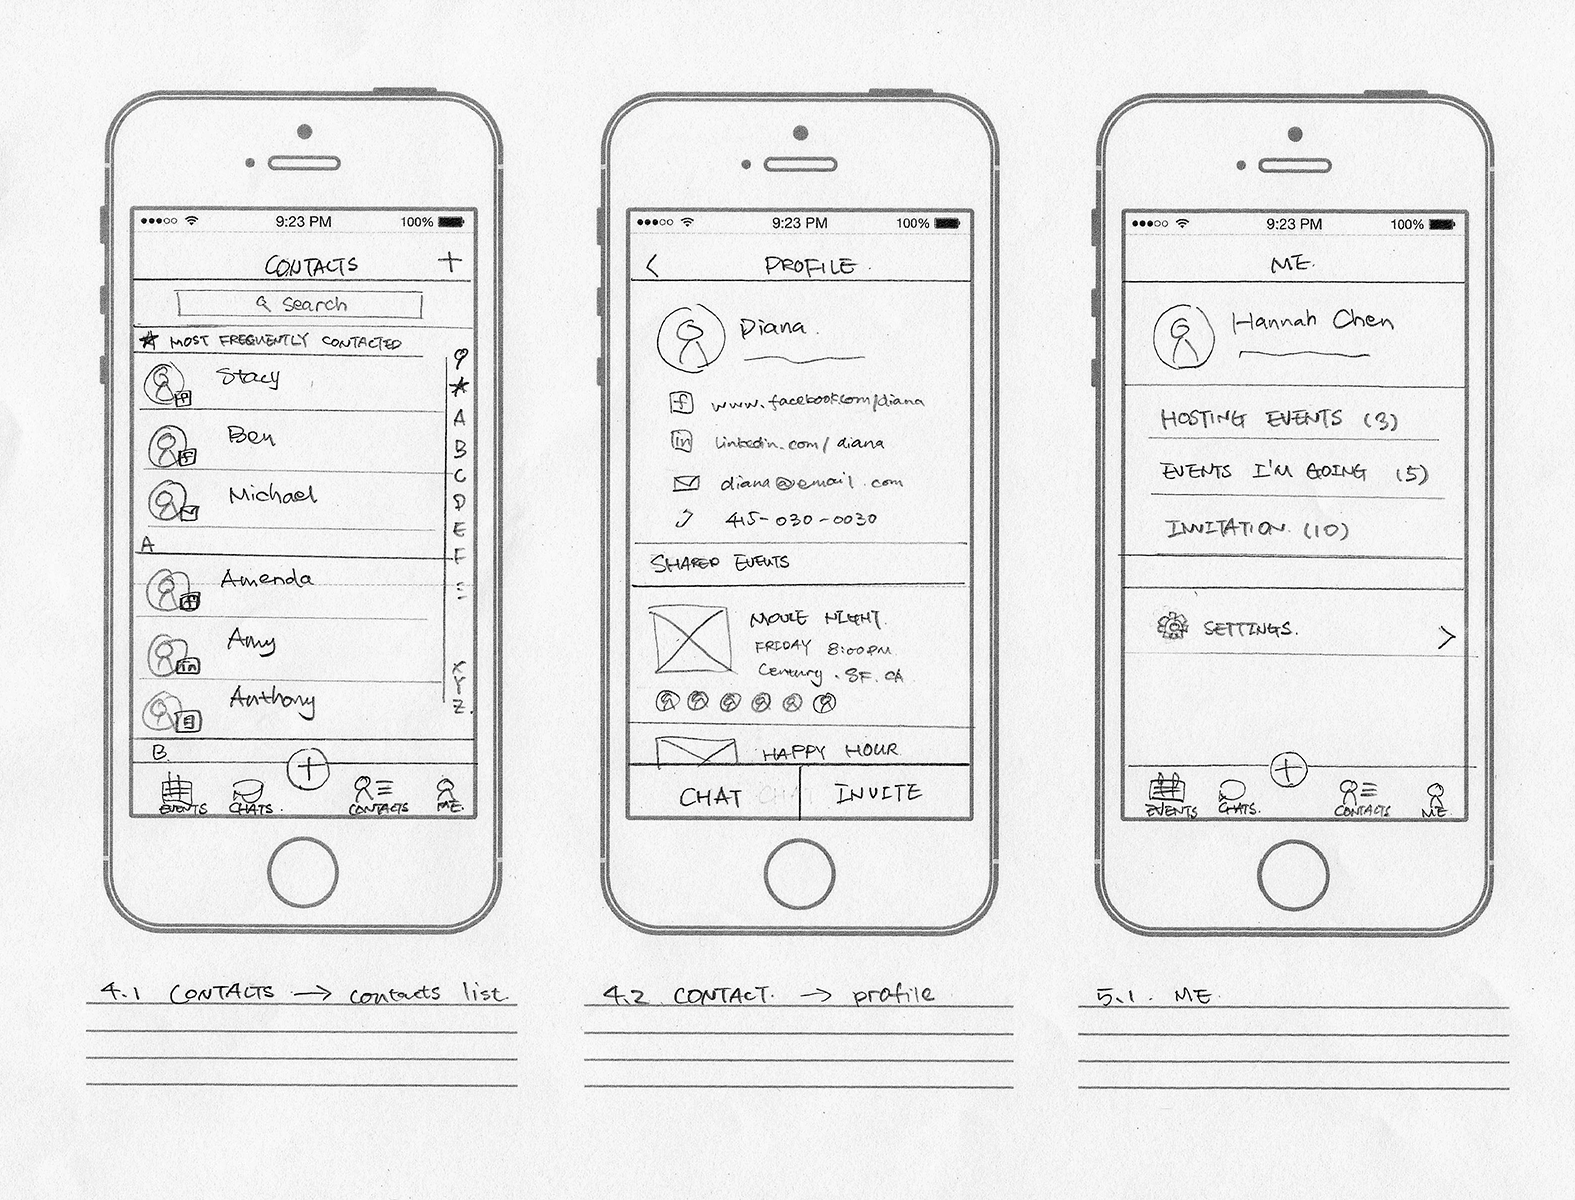 9:23 PM 100%
CONTACTS +
Search
MOST FREQUENTLY CONTACTED
Stacy
Ben
f
Michael
A
Amenda
f
Amy
in
Anthony
B
A
B
C
D
E
F
X
Y
Z.
EVENTS CHATS. CONTACTS ME.
4.1 CONTACTS → contacts list.
9:23 PM 100%
< PROFILE.
Diana.
f www.facebook.com/diana
in linkedin.com/diana
diana@email.com
415-030-0030
SHARED EVENTS
MOVIE NIGHT.
FRIDAY 8:00PM
Century. SF. CA
HAPPY HOUR
CHAT INVITE
4.2 CONTACT. → profile
9:23 PM 100%
ME.
Hannah Chen
HOSTING EVENTS (3)
EVENTS I'M GOING (5)
INVITATION. (10)
SETTINGS. >
EVENTS CHATS. CONTACTS ME
5.1. ME